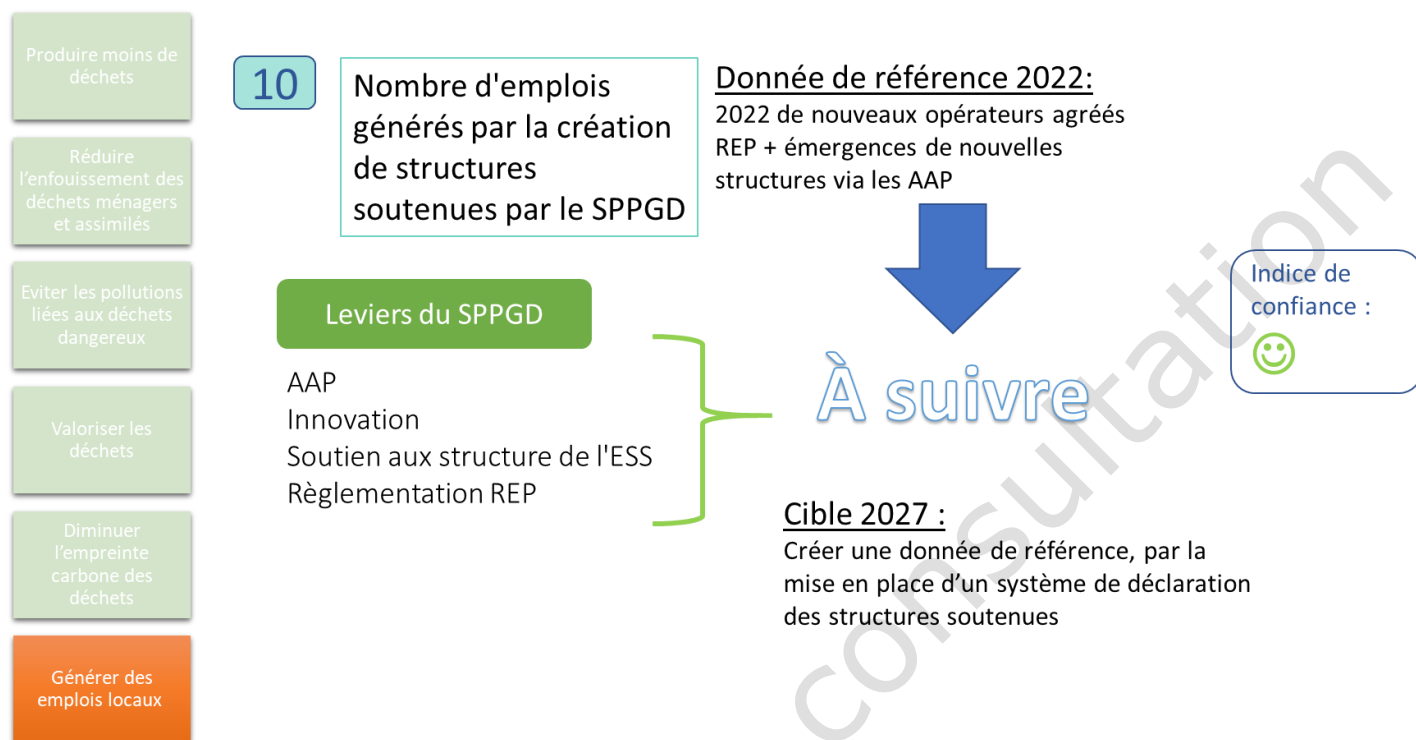 Produire moins de
déchets
Réduire
l'enfouissement des
déchets ménagers
et assimilés
Eviter les pollutions
liées aux déchets
dangereux
Valoriser les
déchets
Diminuer
l'empreinte
carbone des
déchets
Générer des
emplois locaux
10
Nombre d'emplois
générés par la création
de structures
soutenues par le SPPGD
Donnée de référence 2022:
2022 de nouveaux opérateurs agréés
REP + émergences de nouvelles
structures via les AAP
Leviers du SPPGD
AAP
Innovation
Soutien aux structure de l'ESS
Règlementation REP
À suivre
Indice de
confiance :
Cible 2027 :
Créer une donnée de référence, par la
mise en place d'un système de déclaration
des structures soutenues
consultation